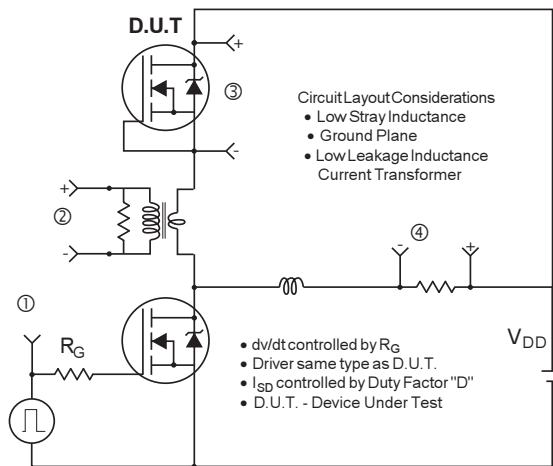 D.U.T
+
③
-
Circuit Layout Considerations
• Low Stray Inductance
• Ground Plane
• Low Leakage Inductance
Current Transformer
+
②
-
④
-
+
①
RG
VDD
• dv/dt controlled by RG
• Driver same type as D.U.T.
• ISD controlled by Duty Factor "D"
• D.U.T. - Device Under Test